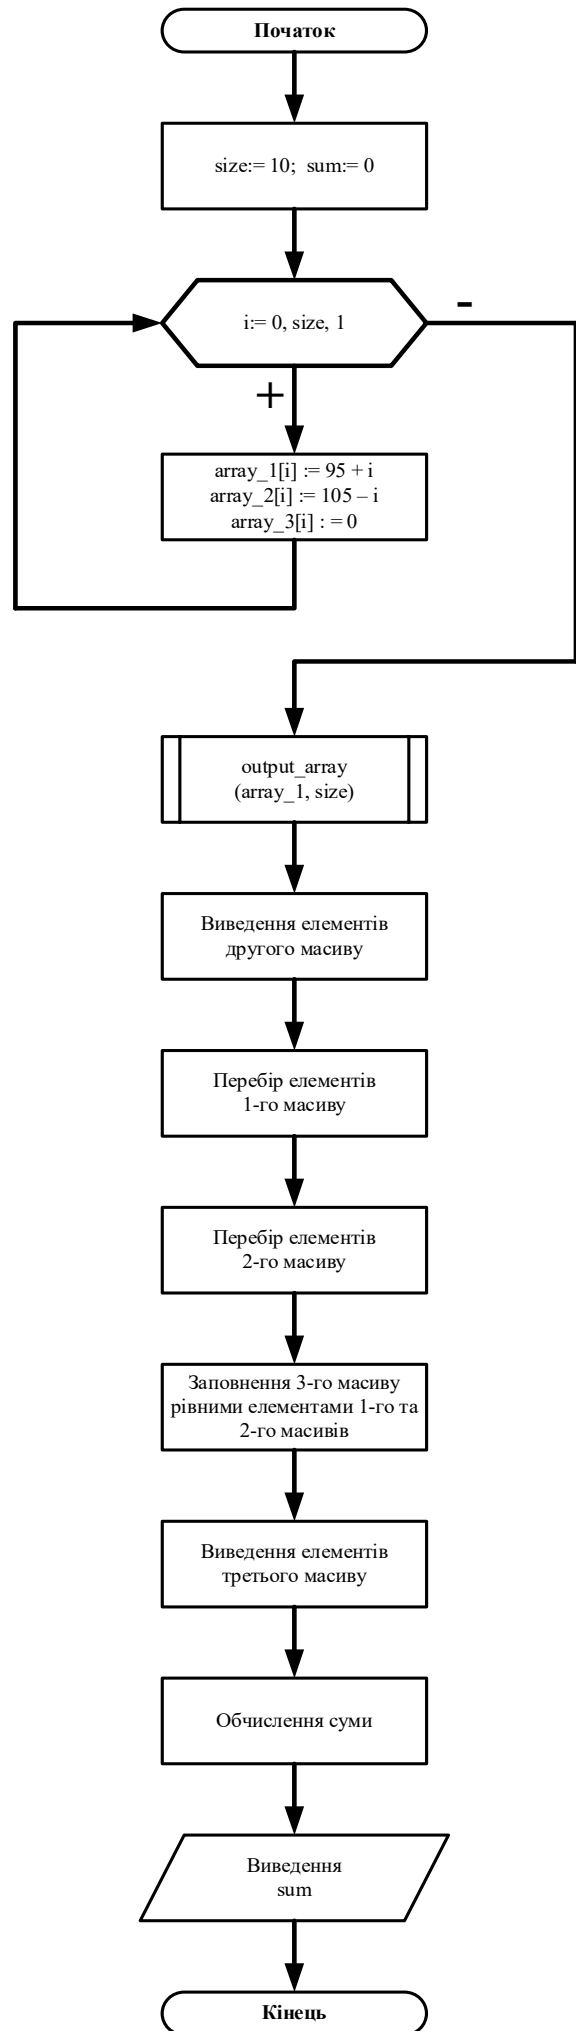 Початок
size:= 10;  sum:= 0
i:= 0, size, 1
-
+
array_1[i] := 95 + i
array_2[i] := 105 – i
array_3[i] : = 0
output_array
(array_1, size)
Виведення елементів
другого масиву
Перебір елементів
1-го масиву
Перебір елементів
2-го масиву
Заповнення 3-го масиву
рівними елементами 1-го та
2-го масивів
Виведення елементів
третього масиву
Обчислення суми
Виведення
sum
Кінець